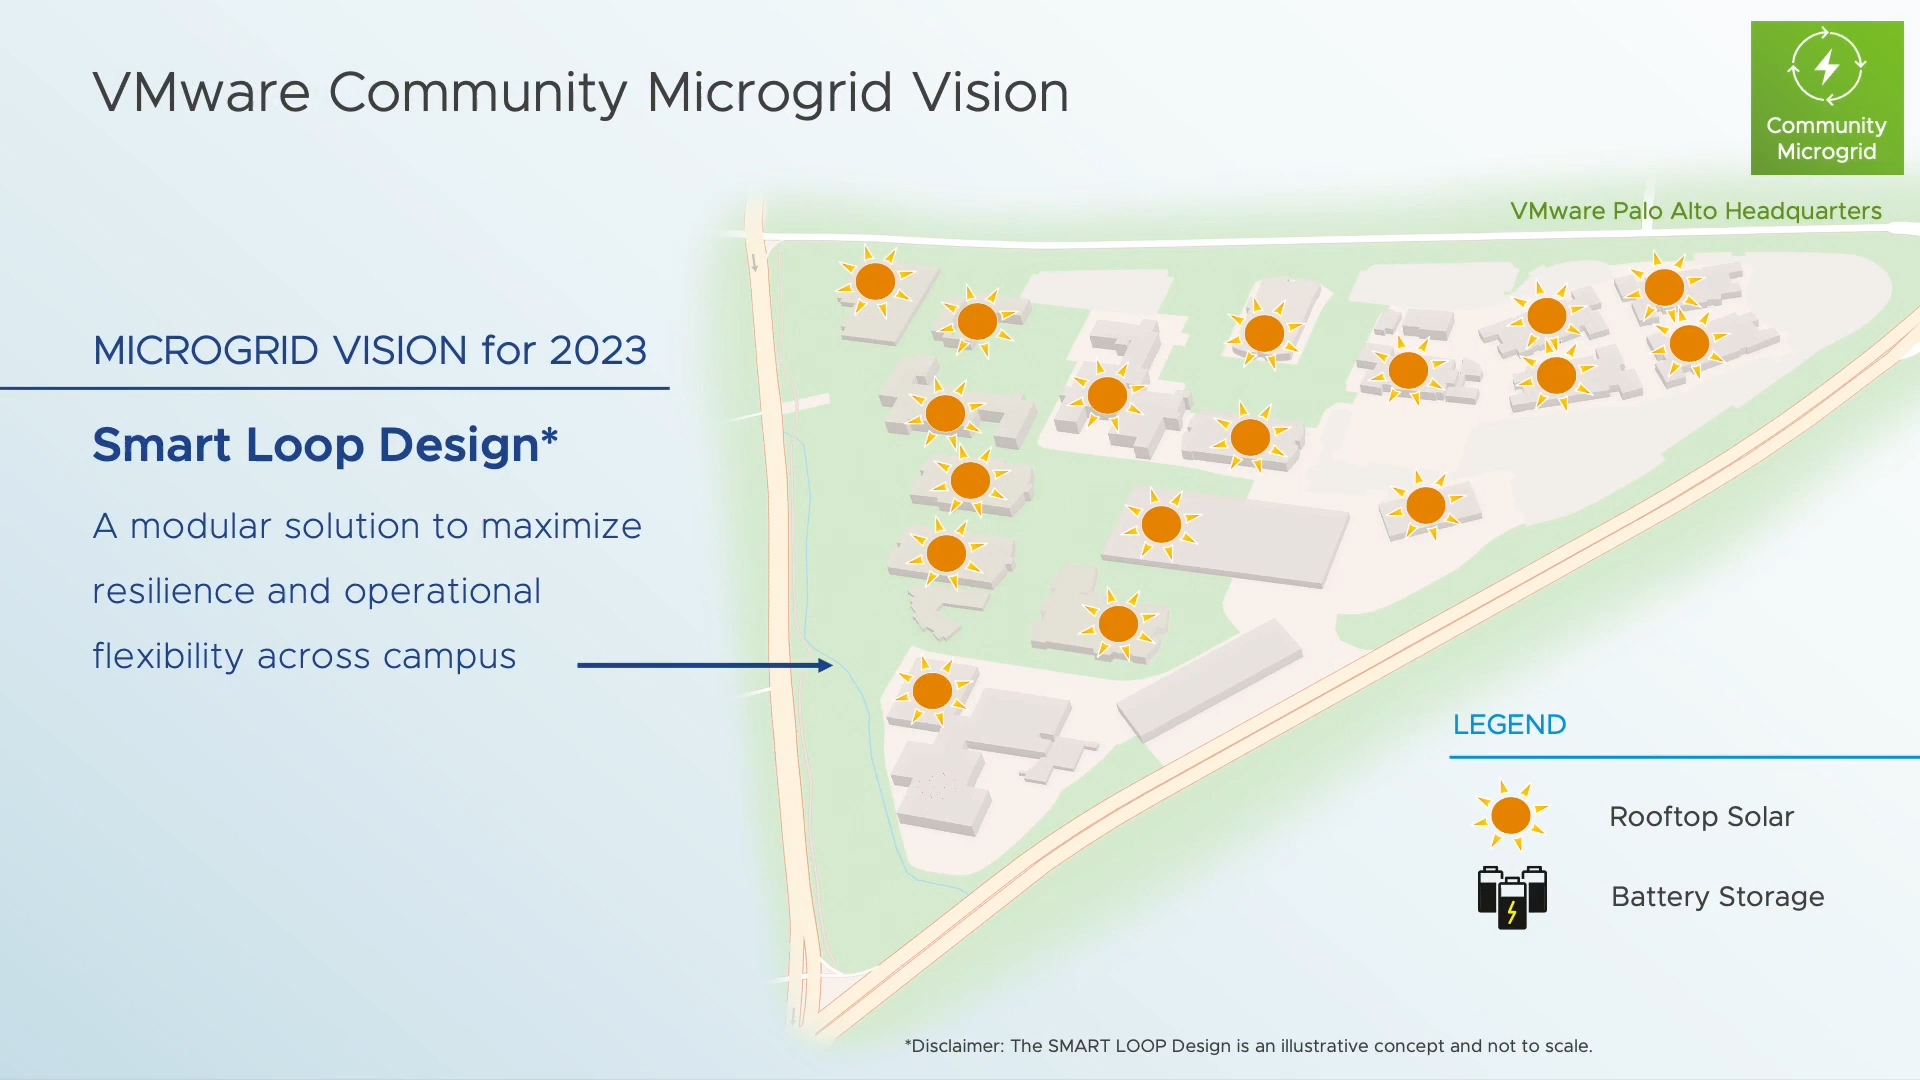 VMware Community Microgrid Vision
Community
Microgrid
VMware Palo Alto Headquarters
MICROGRID VISION for 2023
Smart Loop Design*
A modular solution to maximize
resilience and operational
flexibility across campus
LEGEND
Rooftop Solar
Battery Storage
*Disclaimer: The SMART LOOP Design is an illustrative concept and not to scale.